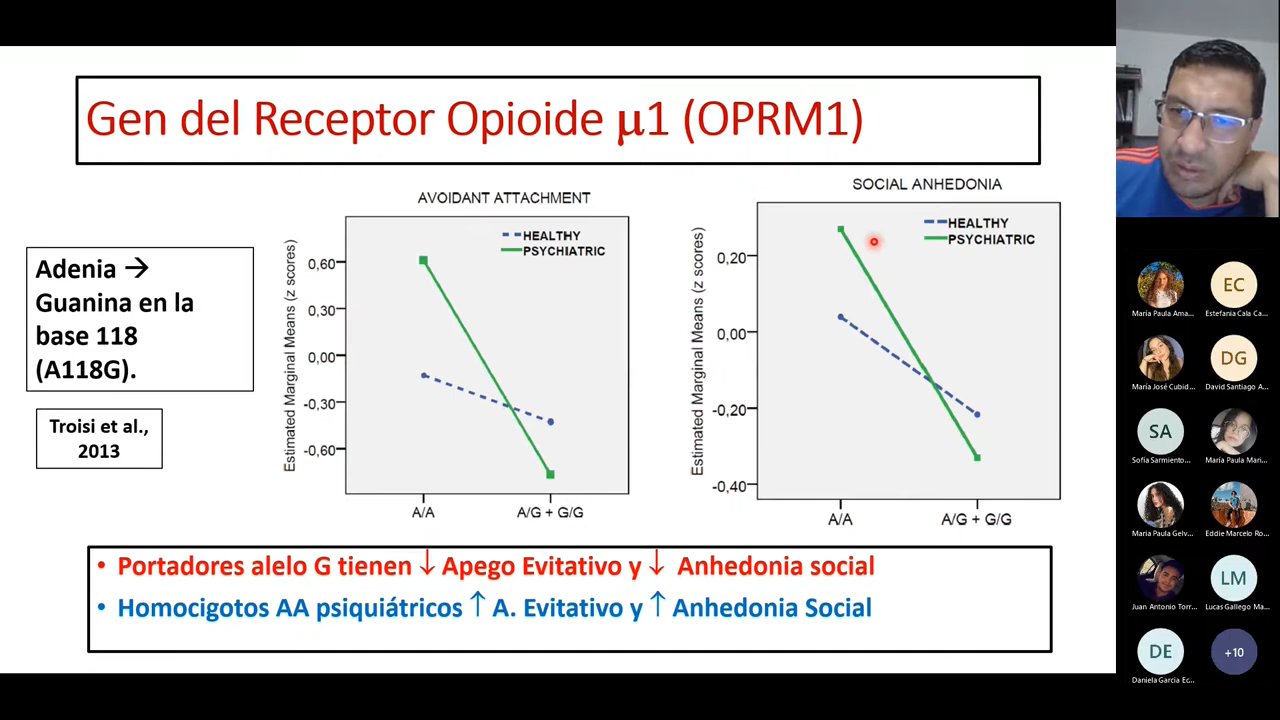 Gen del Receptor Opioide μ1 (OPRM1)
Adenia →
Guanina en la
base 118
(A118G).
Troisi et al.,
2013
AVOIDANT ATTACHMENT
HEALTHY
PSYCHIATRIC
Estimated Marginal Means (z scores)
0,60
0,30
0,00
-0,30
-0,60
A/A
A/G + G/G
SOCIAL ANHEDONIA
HEALTHY
PSYCHIATRIC
Estimated Marginal Means (z scores)
0,20
0,00
-0,20
-0,40
A/A
A/G + G/G
• Portadores alelo G tienen ↓ Apego Evitativo y ↓ Anhedonia social
• Homocigotos AA psiquiátricos ↑ A. Evitativo y ↑ Anhedonia Social
María Paula Ama...
EC
Estefania Cala Ca...
María José Cubid...
DG
David Santiago A...
SA
Sofía Sarmiento...
María Paula Mari...
Maria Paula Gelv...
Eddie Marcelo Ro...
Juan Antonio Torr...
LM
Lucas Gallego Ma...
DE
Daniela García Ec...
+10